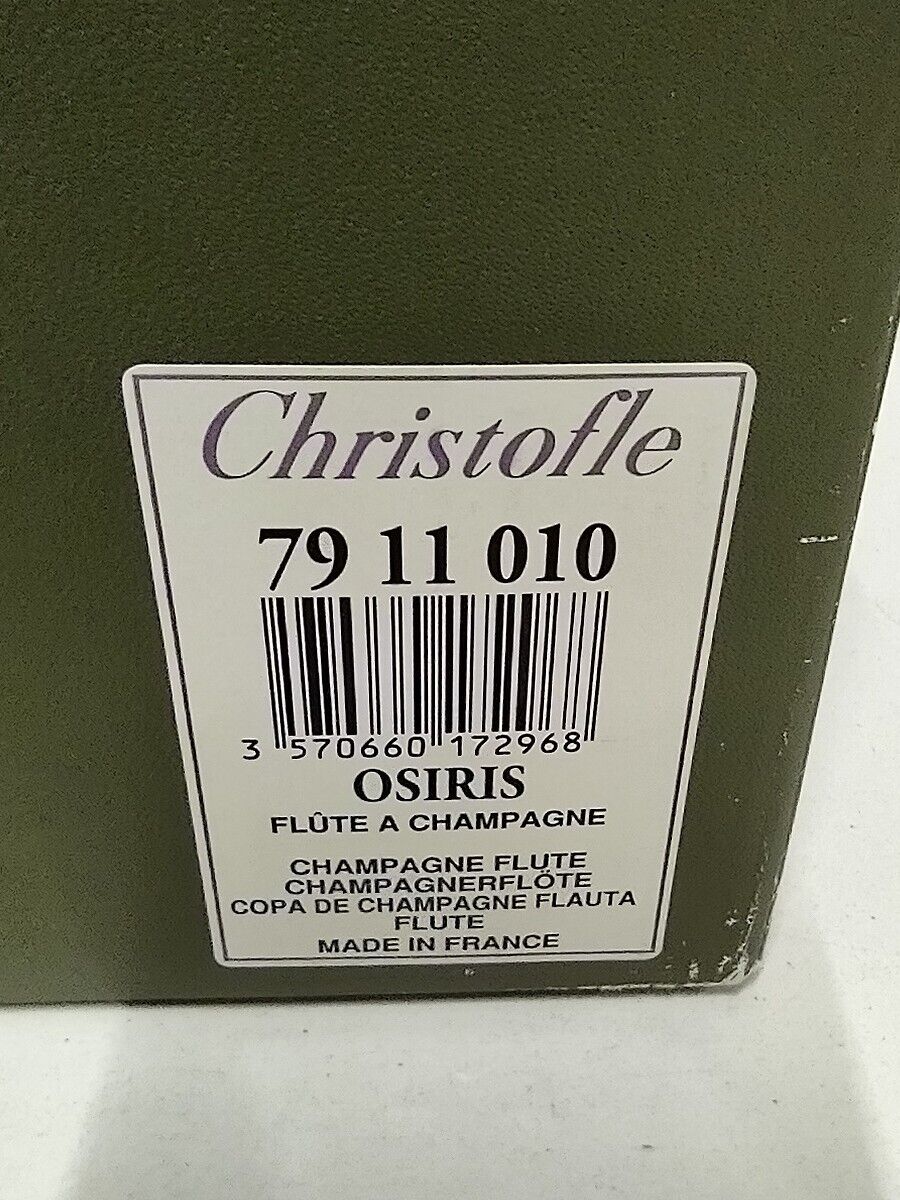 Christofle
79 11 010
3 570660 172968
OSIRIS
FLÛTE A CHAMPAGNE
CHAMPAGNE FLUTE
CHAMPAGNERFLÖTE
COPA DE CHAMPAGNE FLAUTA
FLUTE
MADE IN FRANCE